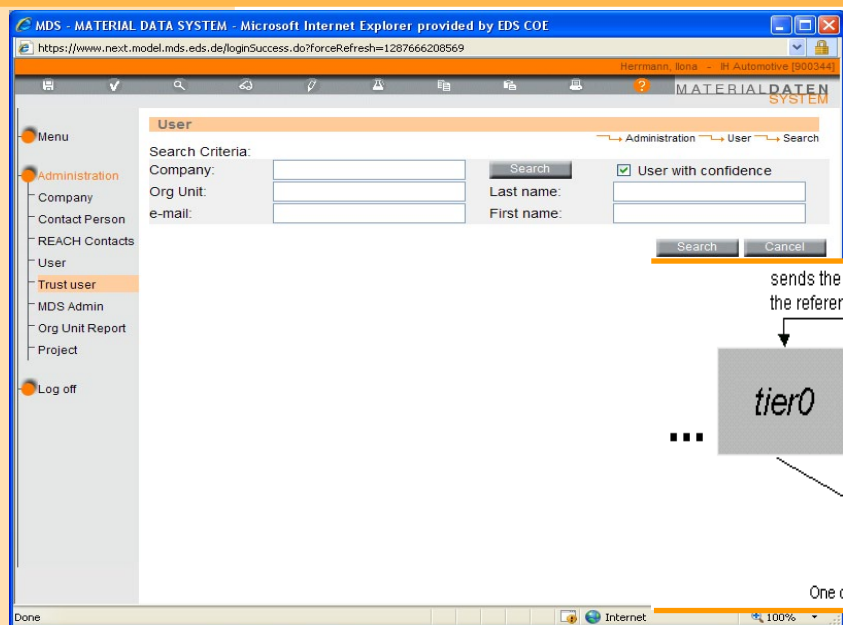 MDS - MATERIAL DATA SYSTEM - Microsoft Internet Explorer provided by EDS COE
https://www.next.model.mds.eds.de/loginSuccess.do?forceRefresh=1287666208569
Herrmann, Ilona - IH Automotive [900344]
MATERIALDATEN
SYSTEM
User
Administration User Search
Menu
Administration
Company
Contact Person
REACH Contacts
User
Trust user
MDS Admin
Org Unit Report
Project
Log off
Search Criteria:
Company: Search User with confidence
Org Unit: Last name:
e-mail: First name:
Search Cancel
sends the
the referen
tier0
...
One
Done Internet 100%